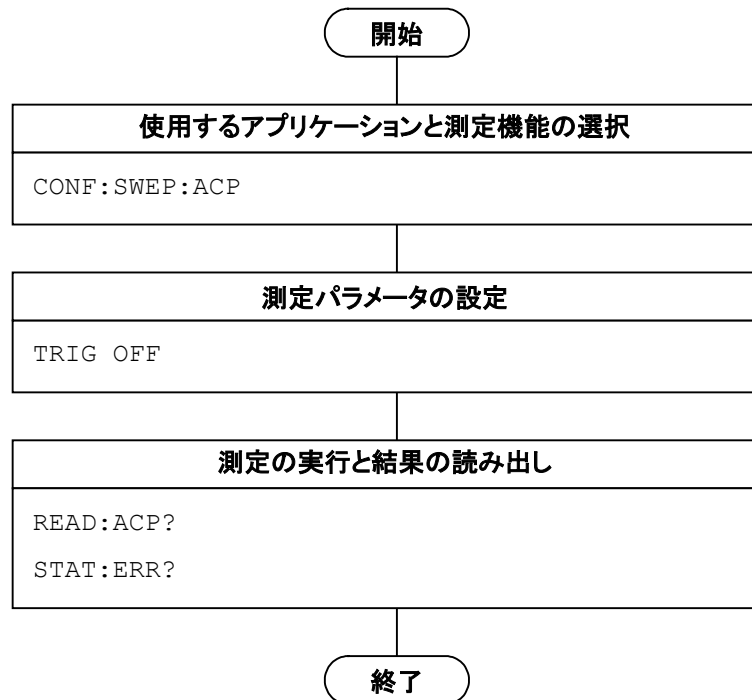 開始
使用するアプリケーションと測定機能の選択
CONF:SWEP:ACP
測定パラメータの設定
TRIG OFF
測定の実行と結果の読み出し
READ:ACP?
STAT:ERR?
終了